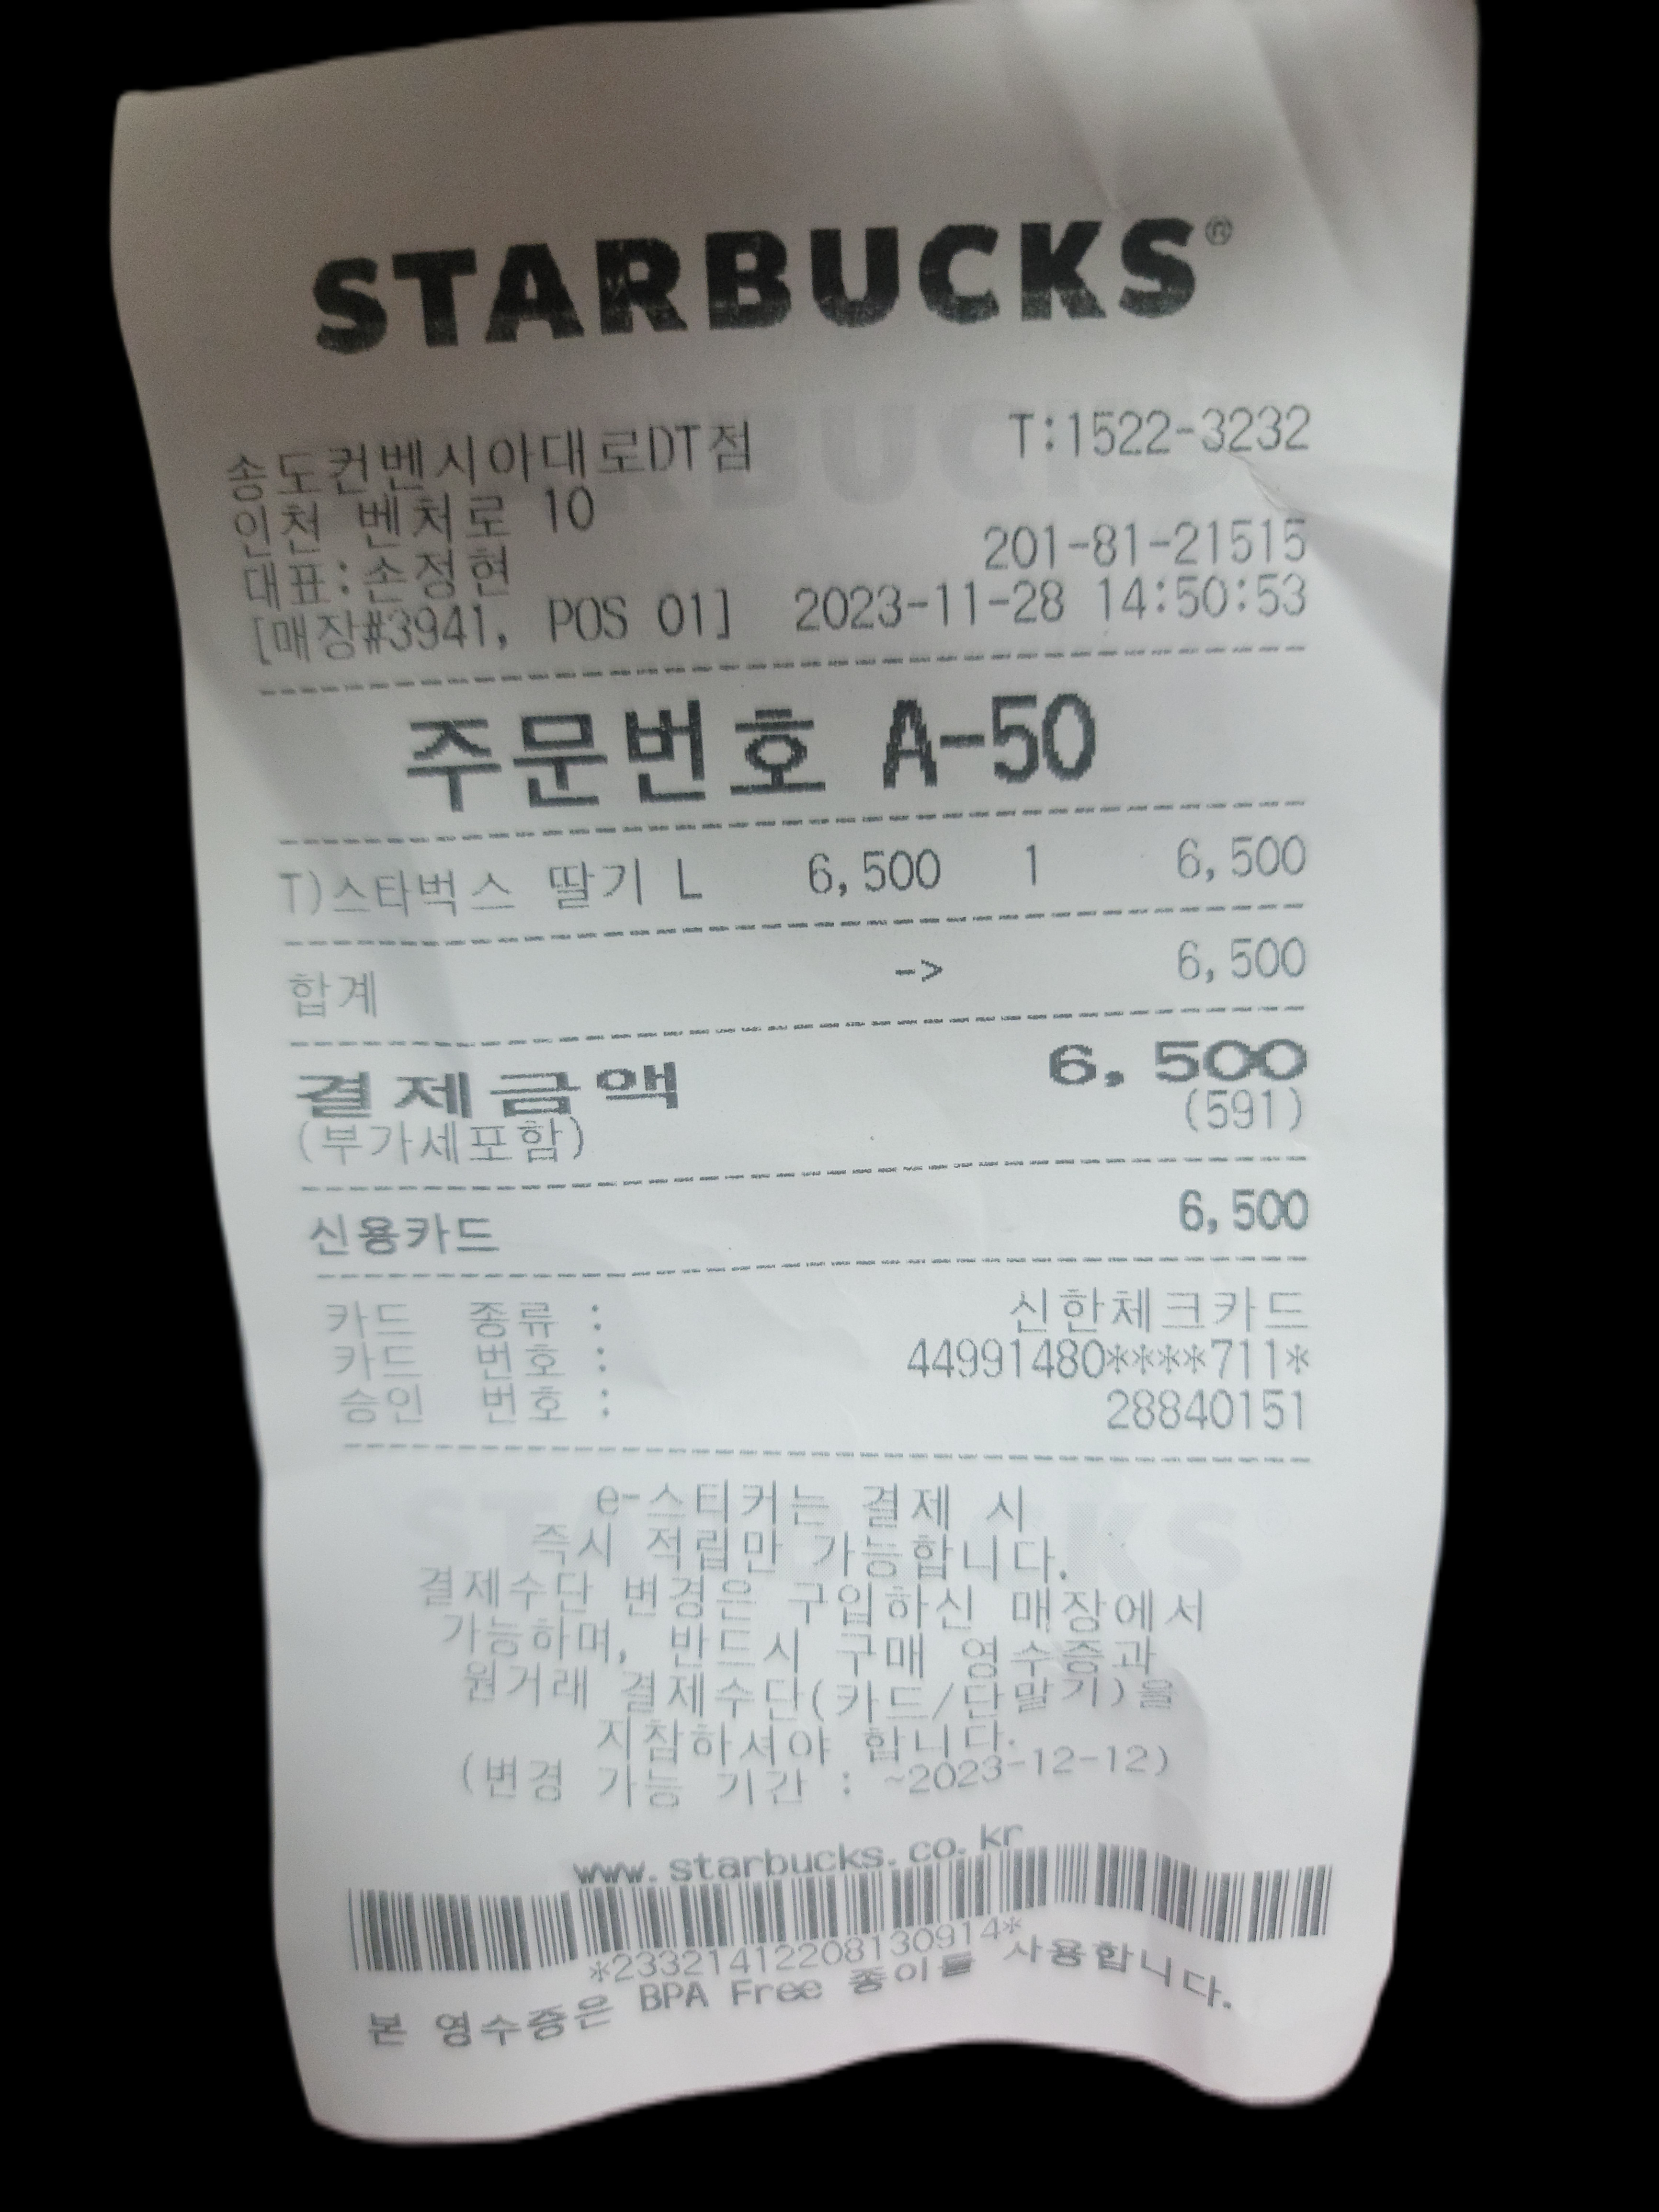 STARBUCKS®
송도컨벤시아대로DT점 T:1522-3232
인천 벤처로 10
대표:손정현 201-81-21515
[매장#3941, POS 01] 2023-11-28 14:50:53
주문번호 A-50
T)스타벅스 딸기 L 6,500 1 6,500
합계 -> 6,500
결제금액 6,500
(부가세포함) (591)
신용카드 6,500
카드 종류 : 신한체크카드
카드 번호 : 44991480****711*
승인 번호 : 28840151
e-스티커는 결제 시
즉시 적립만 가능합니다.
결제수단 변경은 구입하신 매장에서
가능하며, 반드시 구매 영수증과
원거래 결제수단(카드/단말기)을
지참하셔야 합니다.
(변경 가능 기간 : ~2023-12-12)
www.starbucks.co.kr
*23321412208130914*
본 영수증은 BPA Free 종이를 사용합니다.